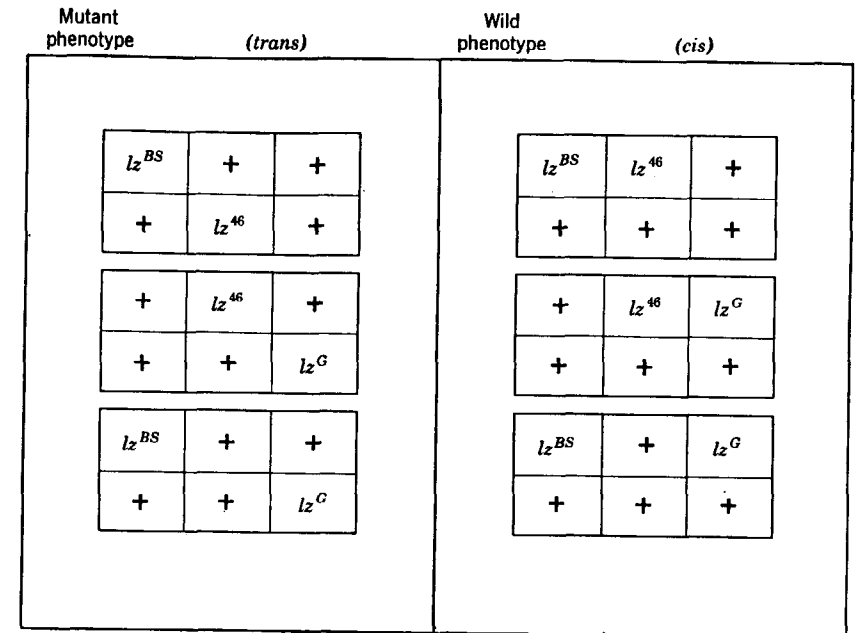 Mutant phenotype (trans)
Wild phenotype (cis)
lz^BS + +
+ lz^46 +
+ lz^46 +
+ + lz^G
lz^BS + +
+ + lz^G
lz^BS lz^46 +
+ + +
+ lz^46 lz^G
+ + +
lz^BS + lz^G
+ + +